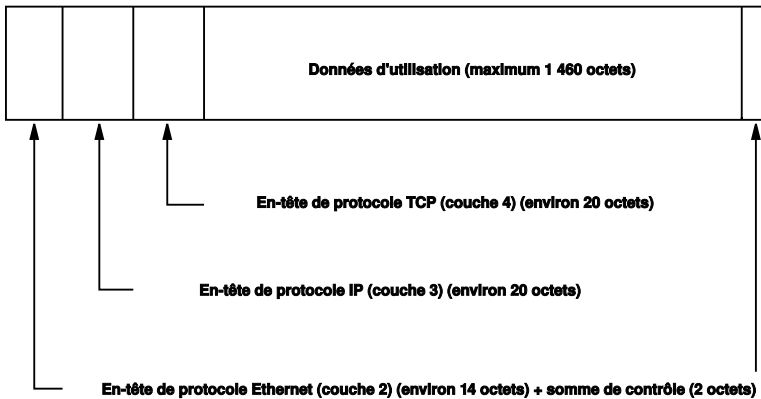 Données d'utilisation (maximum 1 460 octets)
En-tête de protocole TCP (couche 4) (environ 20 octets)
En-tête de protocole IP (couche 3) (environ 20 octets)
En-tête de protocole Ethernet (couche 2) (environ 14 octets) + somme de contrôle (2 octets)